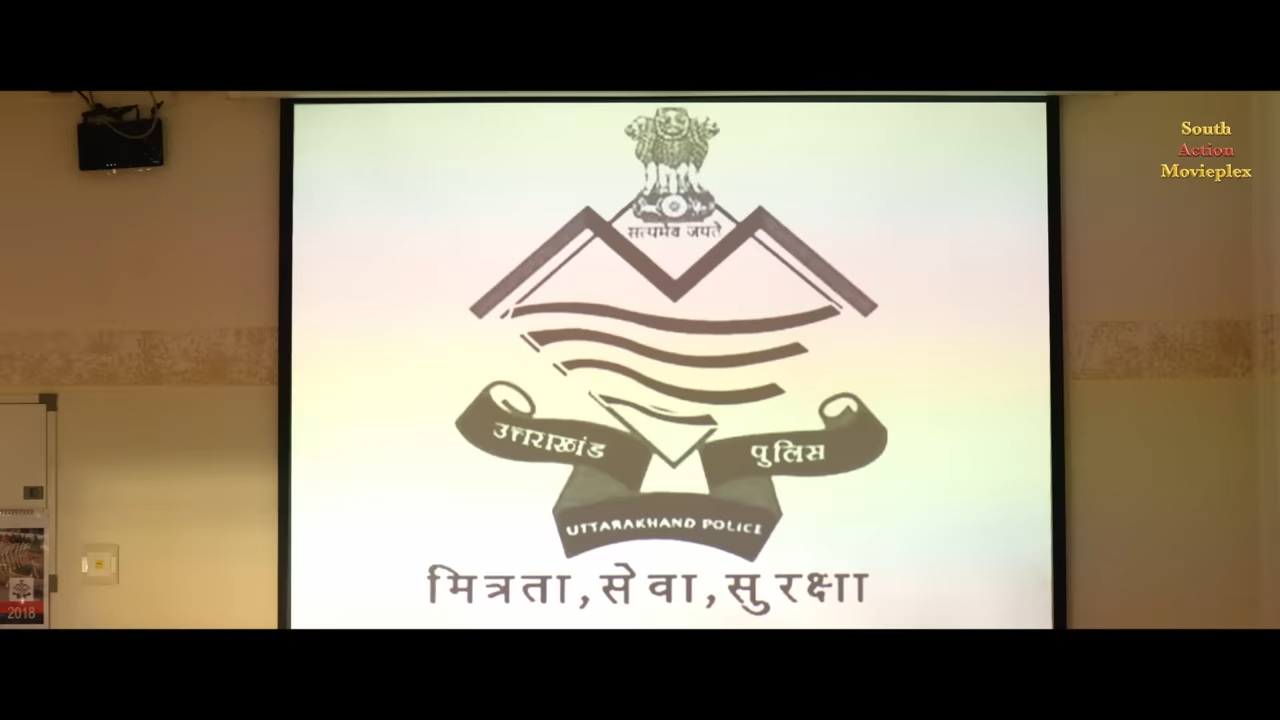 South
Action
Movieplex
सत्यमेव जयते
उत्तराखंड पुलिस
UTTARAKHAND POLICE
मित्रता, सेवा, सुरक्षा
2018